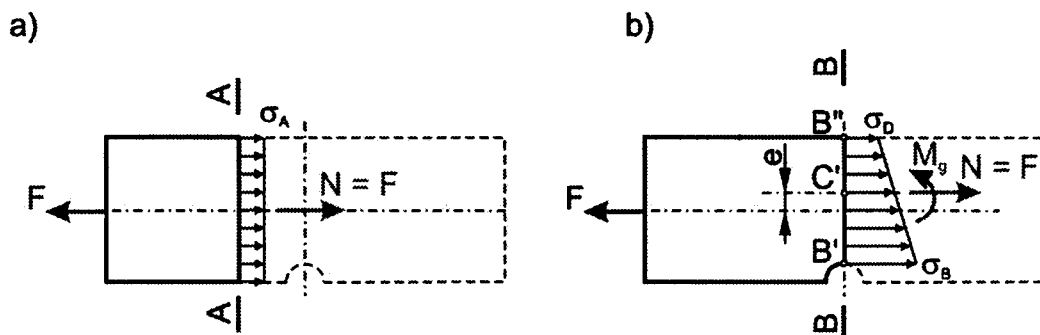 a)
A
σA
F
N = F
A
b)
B
B"
σD
e
C'
Mg
N = F
F
B'
σB
B